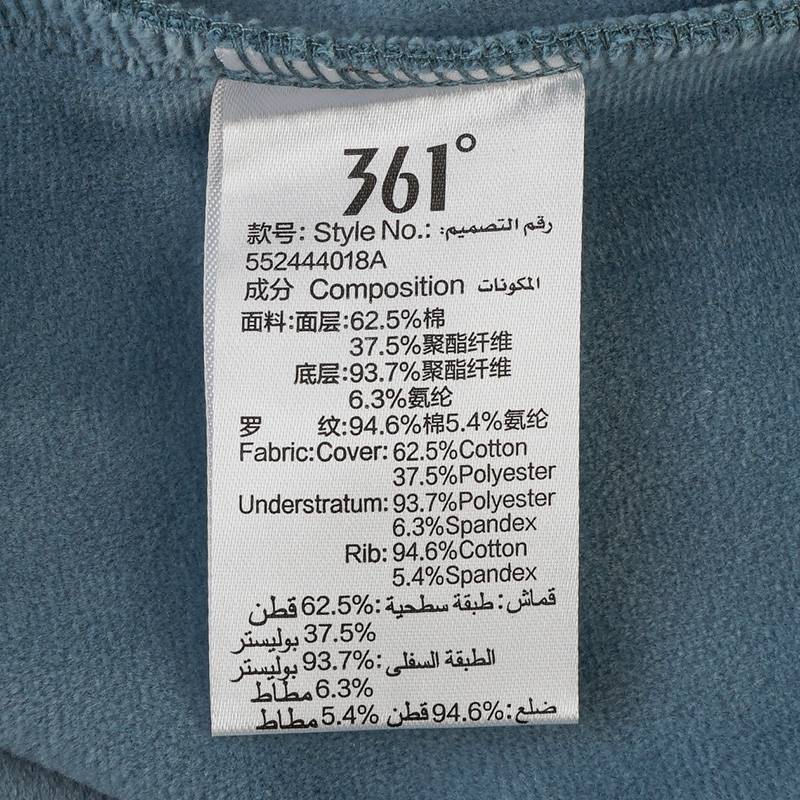 361°
款号: Style No.: رقم التصميم:
552444018A
成分 Composition المكونات
面料:面层:62.5%棉
37.5%聚酯纤维
底层:93.7%聚酯纤维
6.3%氨纶
罗 纹:94.6%棉5.4%氨纶
Fabric:Cover: 62.5%Cotton
37.5%Polyester
Understratum: 93.7%Polyester
6.3%Spandex
Rib: 94.6%Cotton
5.4%Spandex
قماش: طبقة سطحية: 62.5% قطن
37.5% بوليستر
الطبقة السفلى: 93.7% بوليستر
6.3% مطاط
ضلع: 94.6% قطن 5.4% مطاط